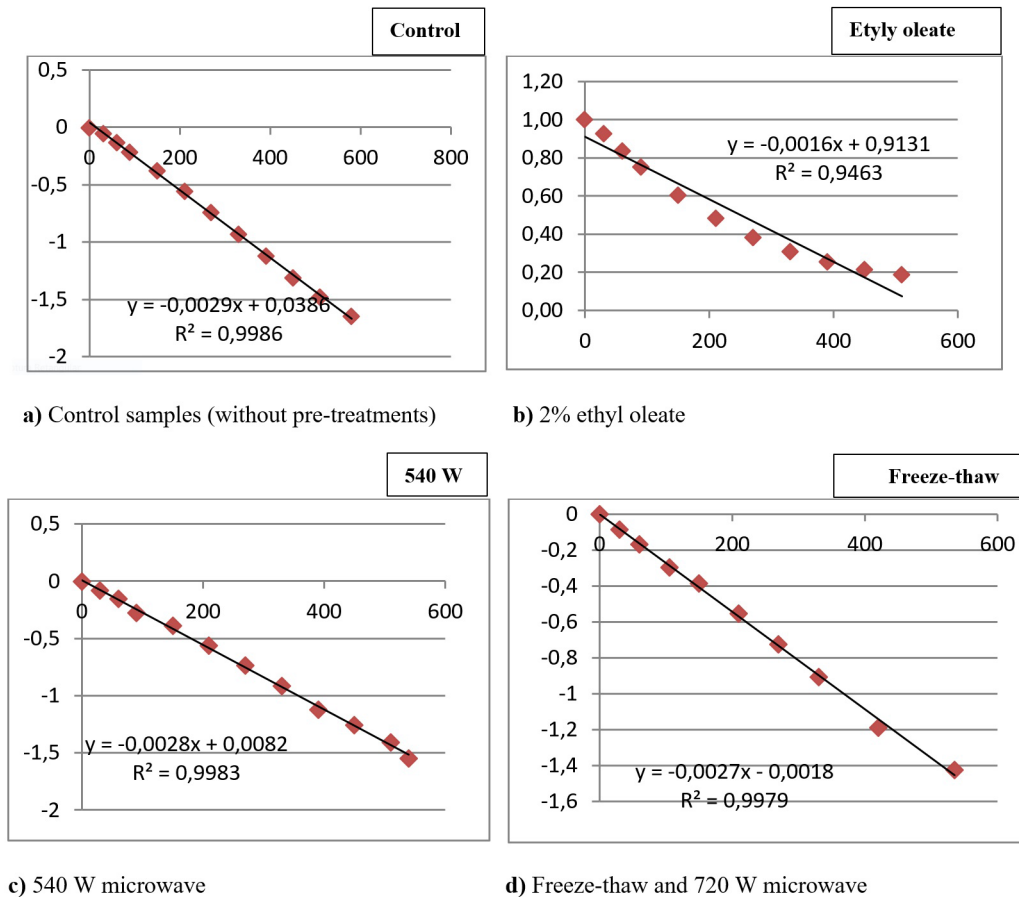 Control
0,5
0
0
200
400
600
800
-0,5
-1
-1,5
-2
y = -0,0029x + 0,0386
R² = 0,9986
a) Control samples (without pre-treatments)
Etyly oleate
1,20
1,00
0,80
0,60
0,40
0,20
0,00
0
200
400
600
y = -0,0016x + 0,9131
R² = 0,9463
b) 2% ethyl oleate
540 W
0,5
0
0
200
400
600
-0,5
-1
-1,5
-2
y = -0,0028x + 0,0082
R² = 0,9983
c) 540 W microwave
Freeze-thaw
0
0
200
400
600
-0,2
-0,4
-0,6
-0,8
-1
-1,2
-1,4
-1,6
y = -0,0027x - 0,0018
R² = 0,9979
d) Freeze-thaw and 720 W microwave